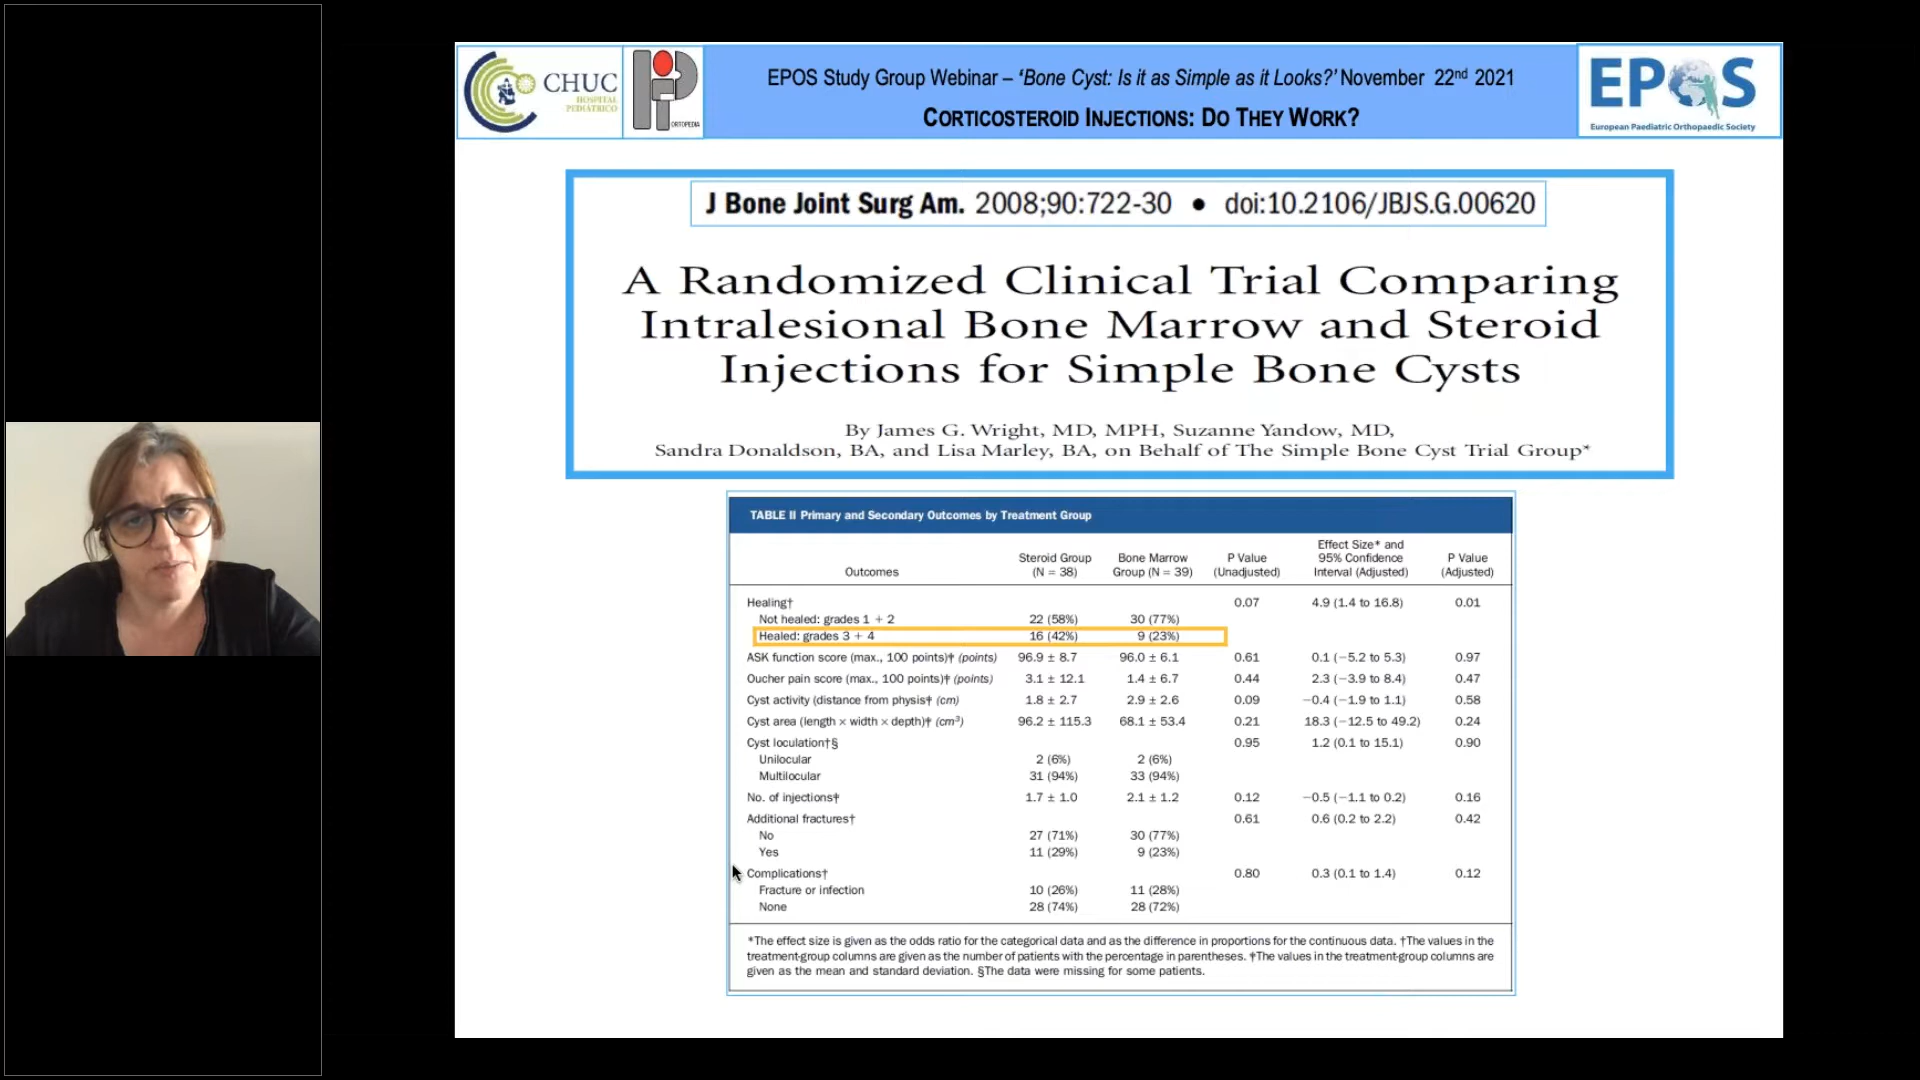 CHUC
HOSPITAL
PEDIÁTRICO
ORTOPEDIA
EPOS Study Group Webinar – ‘Bone Cyst: Is it as Simple as it Looks?’ November 22nd 2021
CORTICOSTEROID INJECTIONS: DO THEY WORK?
EPOS
European Paediatric Orthopaedic Society
J Bone Joint Surg Am. 2008;90:722-30 • doi:10.2106/JBJS.G.00620
A Randomized Clinical Trial Comparing
Intralesional Bone Marrow and Steroid
Injections for Simple Bone Cysts
By James G. Wright, MD, MPH, Suzanne Yandow, MD,
Sandra Donaldson, BA, and Lisa Marley, BA, on Behalf of The Simple Bone Cyst Trial Group*
TABLE II Primary and Secondary Outcomes by Treatment Group
Outcomes Steroid Group (N = 38) Bone Marrow Group (N = 39) P Value (Unadjusted) Effect Size* and 95% Confidence Interval (Adjusted) P Value (Adjusted)
Healing† 0.07 4.9 (1.4 to 16.8) 0.01
Not healed: grades 1 + 2 22 (58%) 30 (77%)
Healed: grades 3 + 4 16 (42%) 9 (23%)
ASK function score (max., 100 points)‡ (points) 96.9 ± 8.7 96.0 ± 6.1 0.61 0.1 (−5.2 to 5.3) 0.97
Oucher pain score (max., 100 points)‡ (points) 3.1 ± 12.1 1.4 ± 6.7 0.44 2.3 (−3.9 to 8.4) 0.47
Cyst activity (distance from physis‡ (cm) 1.8 ± 2.7 2.9 ± 2.6 0.09 −0.4 (−1.9 to 1.1) 0.58
Cyst area (length × width × depth)‡ (cm³) 96.2 ± 115.3 68.1 ± 53.4 0.21 18.3 (−12.5 to 49.2) 0.24
Cyst loculation†§ 0.95 1.2 (0.1 to 15.1) 0.90
Unilocular 2 (6%) 2 (6%)
Multilocular 31 (94%) 33 (94%)
No. of injections‡ 1.7 ± 1.0 2.1 ± 1.2 0.12 −0.5 (−1.1 to 0.2) 0.16
Additional fractures† 0.61 0.6 (0.2 to 2.2) 0.42
No 27 (71%) 30 (77%)
Yes 11 (29%) 9 (23%)
Complications† 0.80 0.3 (0.1 to 1.4) 0.12
Fracture or infection 10 (26%) 11 (28%)
None 28 (74%) 28 (72%)
*The effect size is given as the odds ratio for the categorical data and as the difference in proportions for the continuous data. †The values in the
treatment-group columns are given as the number of patients with the percentage in parentheses. ‡The values in the treatment-group columns are
given as the mean and standard deviation. §The data were missing for some patients.